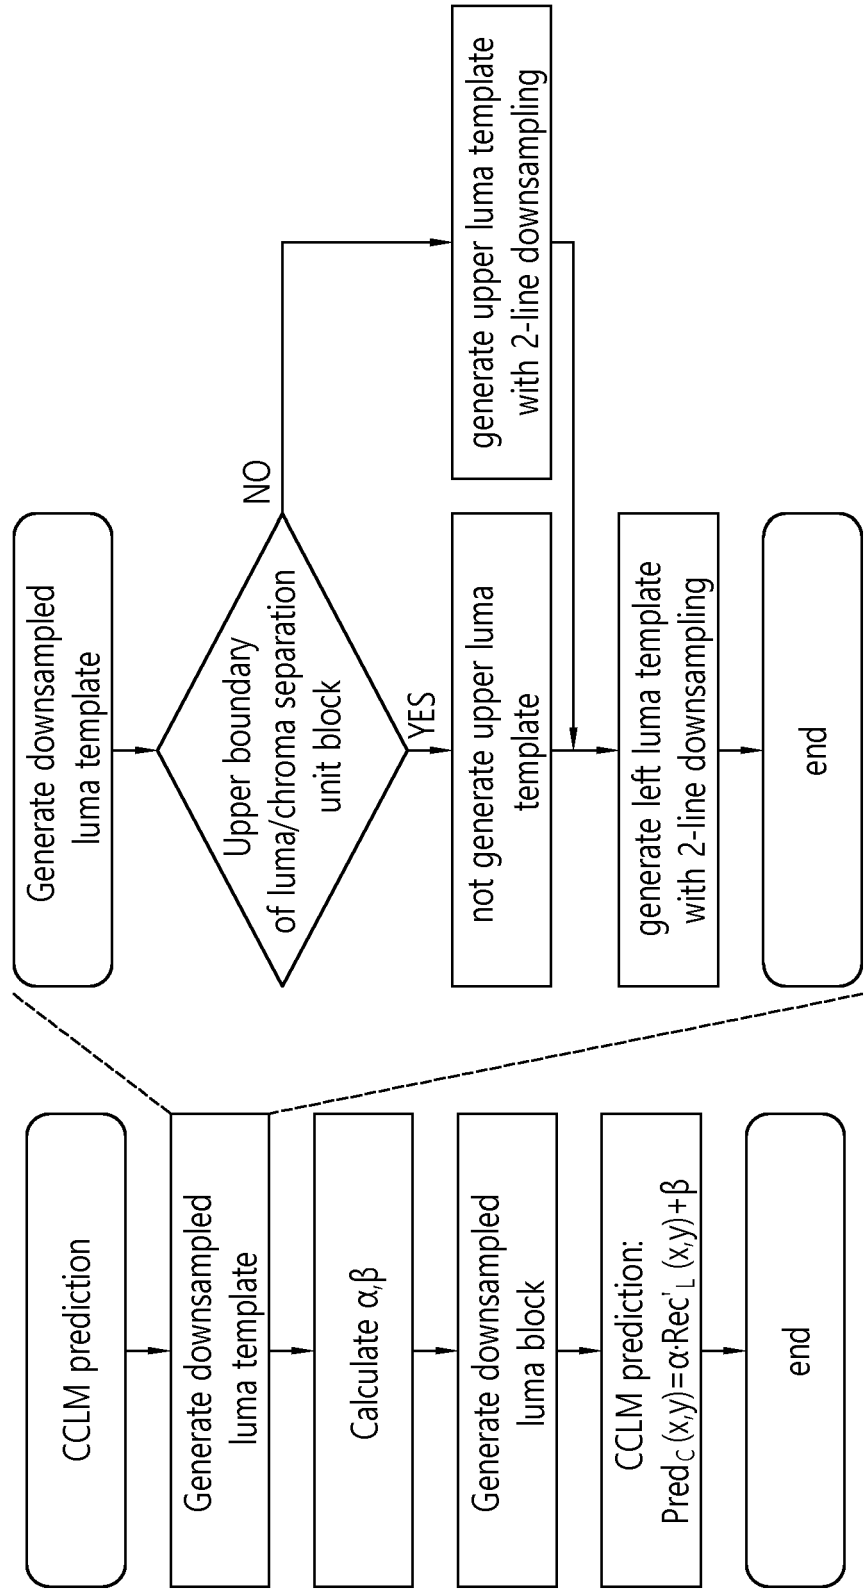 CCLM prediction
Generate downsampled
luma template
Calculate α,β
Generate downsampled
luma block
CCLM prediction:
Pred_C (x,y)=α·Rec'_L (x,y)+β
end
Generate downsampled
luma template
Upper boundary
of luma/chroma separation
unit block
NO
YES
not generate upper luma
template
generate upper luma template
with 2-line downsampling
generate left luma template
with 2-line downsampling
end